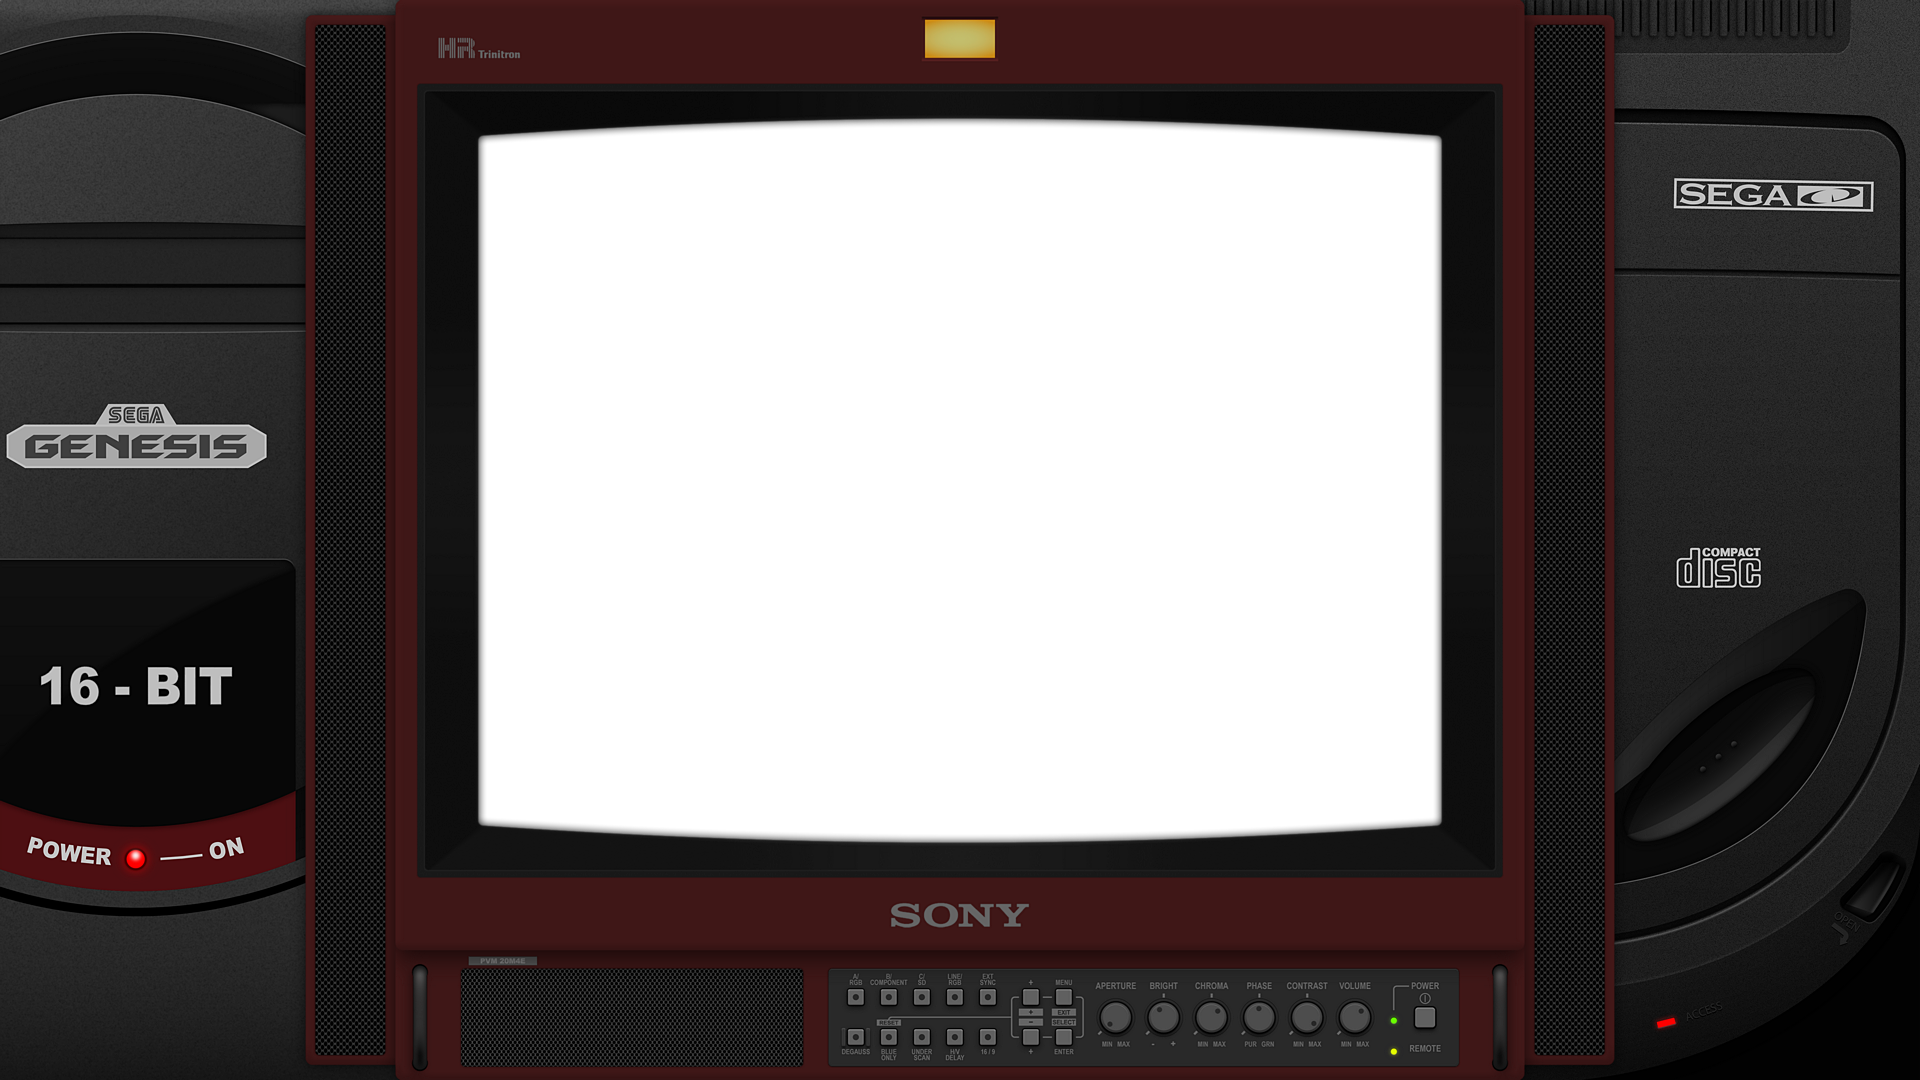 HR Trinitron
SEGA
SEGA
GENESIS
COMPACT
disc
16 - BIT
POWER
ON
SONY
OPEN
ACCESS
PVM 20M4E
A/
RGB
B/
COMPONENT
C/
SD
LINE/
RGB
EXT
SYNC
+
MENU
APERTURE
BRIGHT
CHROMA
PHASE
CONTRAST
VOLUME
POWER
+
EXIT
RESET
-
SELECT
DEGAUSS
BLUE
ONLY
UNDER
SCAN
H/V
DELAY
16 / 9
+
ENTER
MIN MAX
- +
MIN MAX
PUR GRN
MIN MAX
MIN MAX
REMOTE